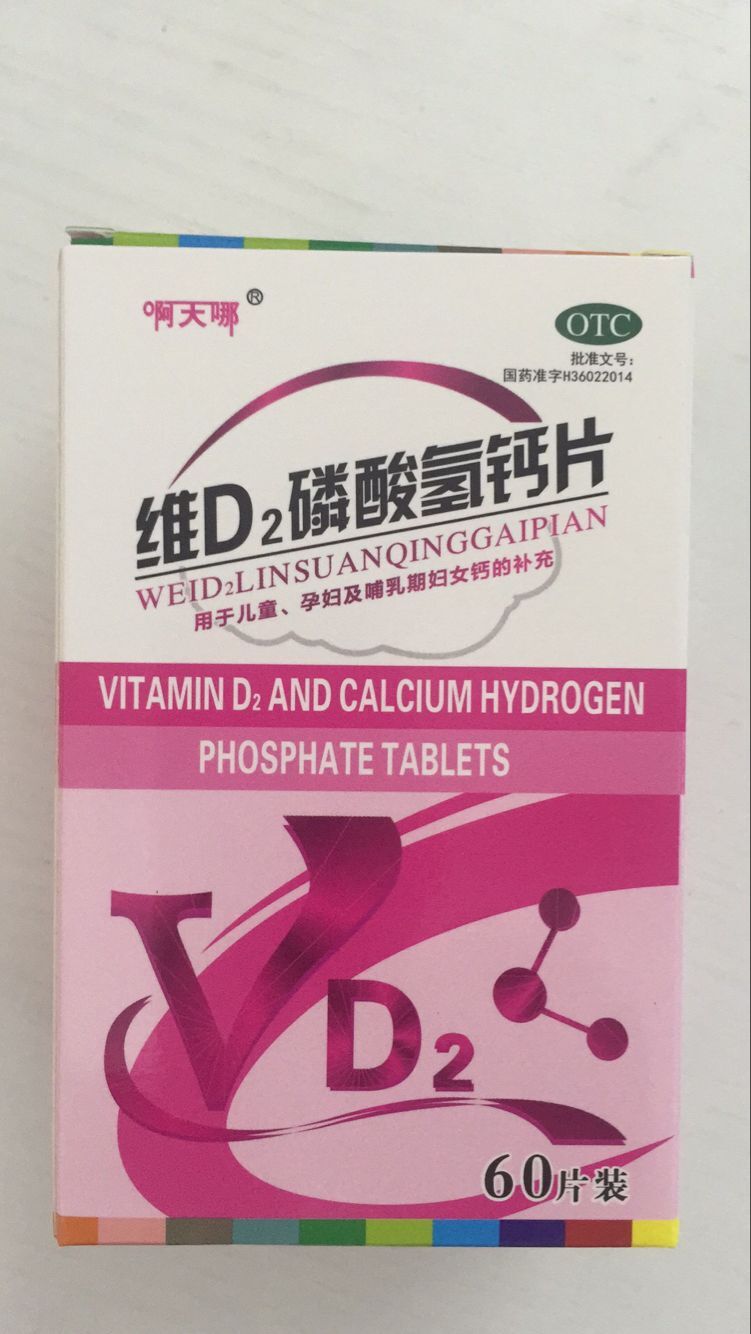 啊天哪®
OTC
批准文号：
国药准字H36022014
维D₂磷酸氢钙片
WEID₂LINSUANQINGGAIPIAN
用于儿童、孕妇及哺乳期妇女钙的补充
VITAMIN D₂ AND CALCIUM HYDROGEN
PHOSPHATE TABLETS
V
D₂
60片装